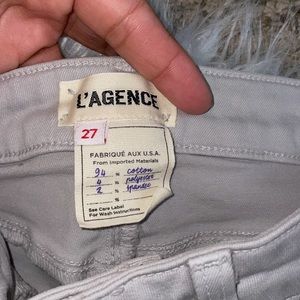 L'AGENCE
27
FABRIQUÉ AUX U.S.A.
From Imported Materials
94 % cotton
4 % polyester
2 % spandex
%
See Care Label
For Wash Instructions